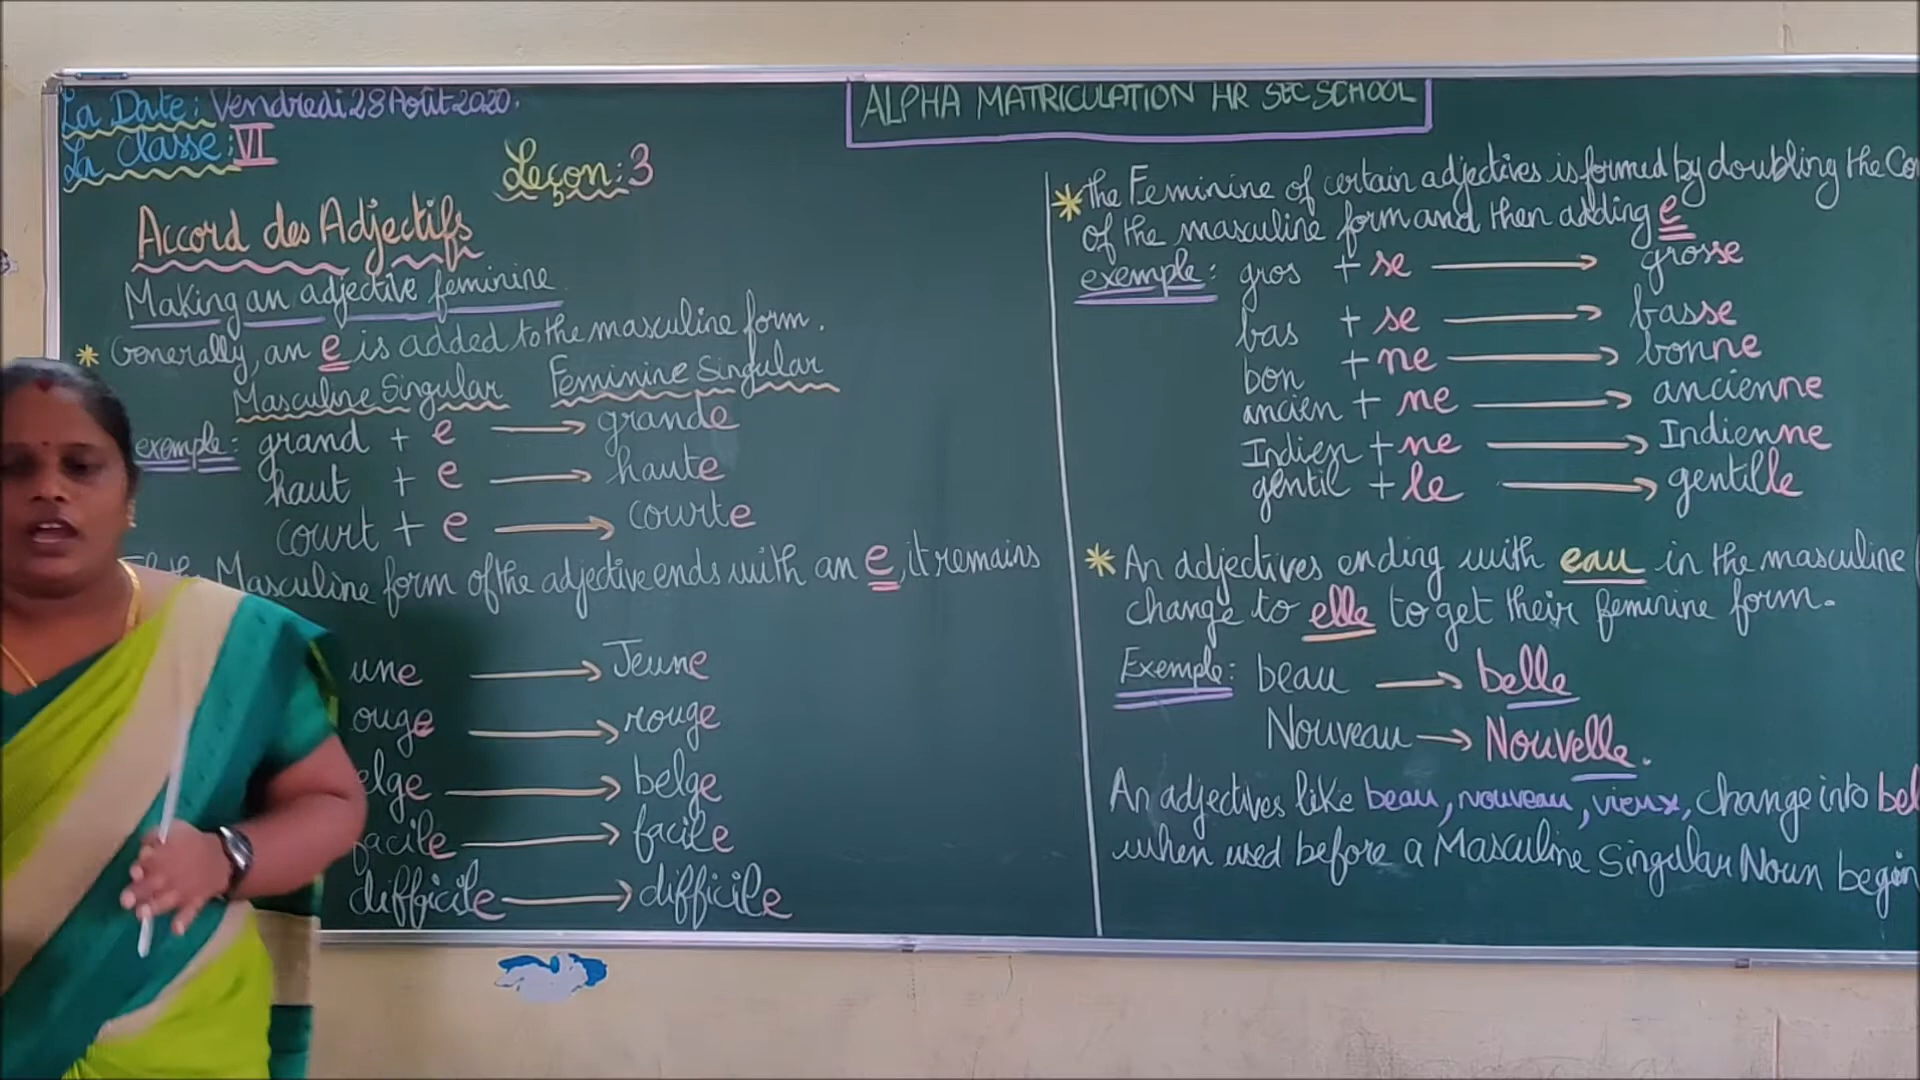 La Date: Vendredi 28 Août 2020.
La Classe: VI
ALPHA MATRICULATION HR SEC SCHOOL
Leçon: 3
Accord des Adjectifs
Making an adjective feminine
* Generally, an e is added to the masculine form.
Masculine Singular Feminine Singular
exemple: grand + e → grande
haut + e → haute
court + e → courte
Masculine form of the adjective ends with an e, it remains
une → Jeune
ouge → rouge
elge → belge
facile → facile
difficile → difficile
* the Feminine of certain adjectives is formed by doubling the
of the masculine form and then adding e
exemple: gros + se → grosse
bas + se → basse
bon + ne → bonne
ancien + ne → ancienne
Indien + ne → Indienne
gentil + le → gentille
* An adjectives ending with eau in the masculine
change to elle to get their feminine form.
Exemple: beau → belle
Nouveau → Nouvelle.
An adjectives like beau, nouveau, vieux, change into bel
when used before a Masculine Singular Noun begin